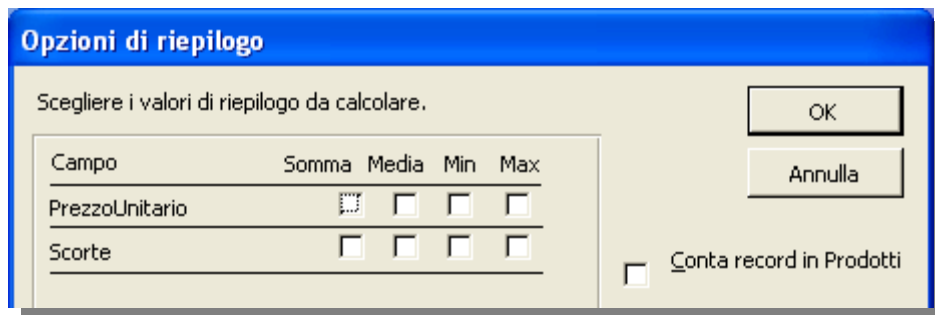 Opzioni di riepilogo
Scegliere i valori di riepilogo da calcolare.
OK
Campo Somma Media Min Max
Annulla
PrezzoUnitario
Scorte
Conta record in Prodotti